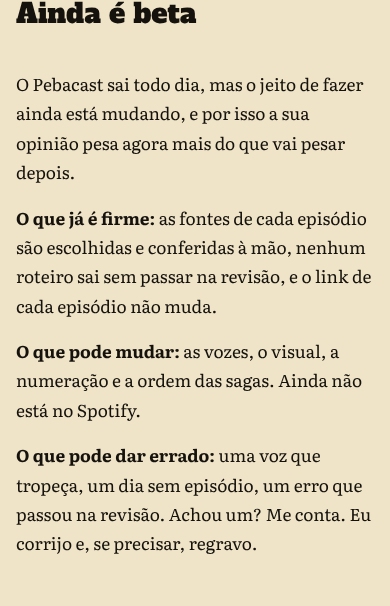 Ainda é beta
O Pebacast sai todo dia, mas o jeito de fazer
ainda está mudando, e por isso a sua
opinião pesa agora mais do que vai pesar
depois.
O que já é firme: as fontes de cada episódio
são escolhidas e conferidas à mão, nenhum
roteiro sai sem passar na revisão, e o link de
cada episódio não muda.
O que pode mudar: as vozes, o visual, a
numeração e a ordem das sagas. Ainda não
está no Spotify.
O que pode dar errado: uma voz que
tropeça, um dia sem episódio, um erro que
passou na revisão. Achou um? Me conta. Eu
corrijo e, se precisar, regravo.